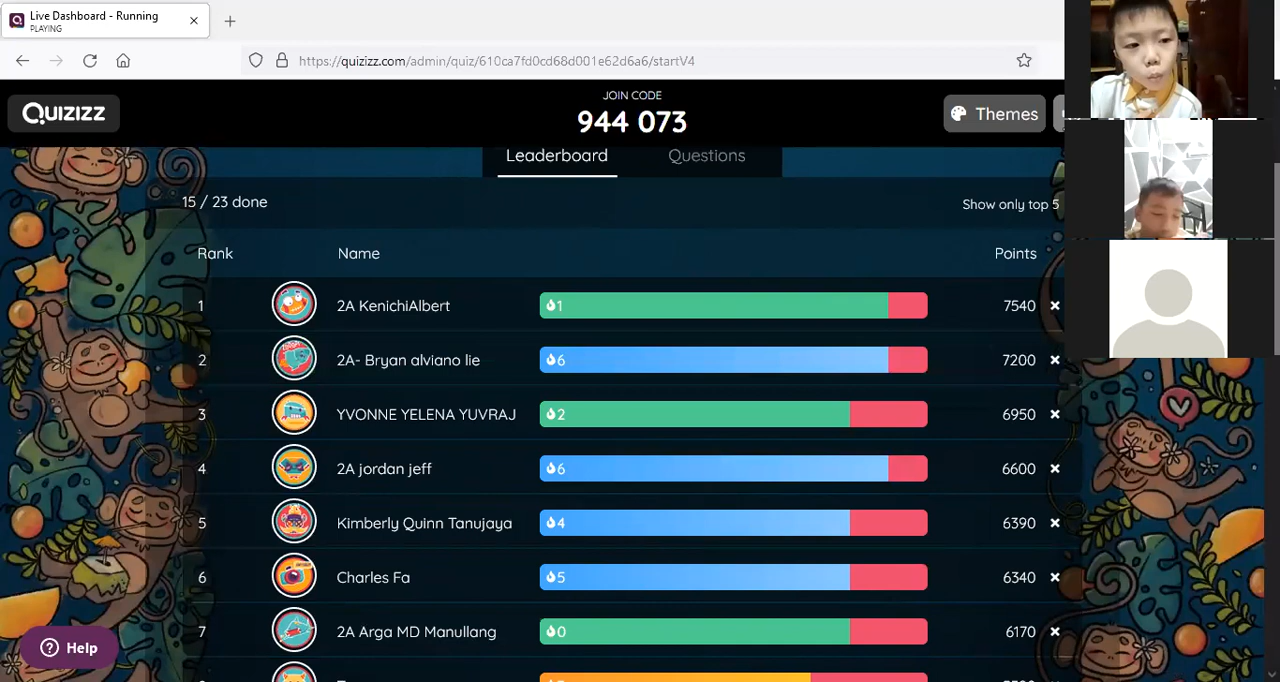 Live Dashboard - Running
PLAYING
https://quizizz.com/admin/quiz/610ca7fd0cd68d001e62d6a6/startV4
QUIZIZZ
JOIN CODE
944 073
Themes
Leaderboard Questions
15 / 23 done
Show only top 5
Rank Name Points
1 2A KenichiAlbert 1 7540
2 2A- Bryan alviano lie 6 7200
3 YVONNE YELENA YUVRAJ 2 6950
4 2A jordan jeff 6 6600
5 Kimberly Quinn Tanujaya 4 6390
6 Charles Fa 5 6340
7 2A Arga MD Manullang 0 6170
Help